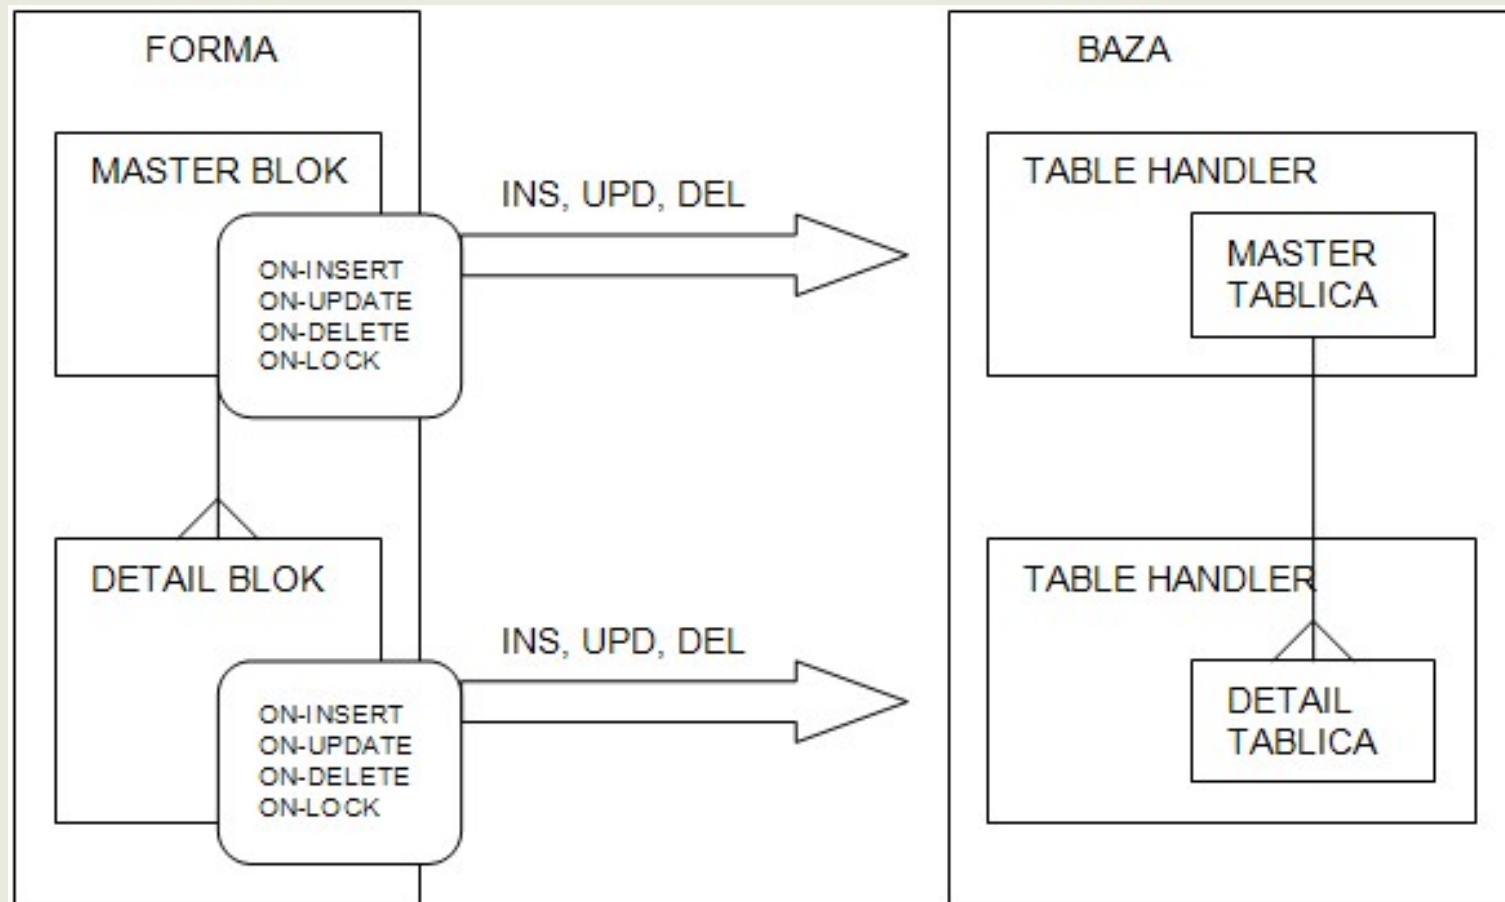 FORMA
MASTER BLOK
ON-INSERT
ON-UPDATE
ON-DELETE
ON-LOCK
INS, UPD, DEL
DETAIL BLOK
ON-INSERT
ON-UPDATE
ON-DELETE
ON-LOCK
INS, UPD, DEL
BAZA
TABLE HANDLER
MASTER
TABLICA
TABLE HANDLER
DETAIL
TABLICA